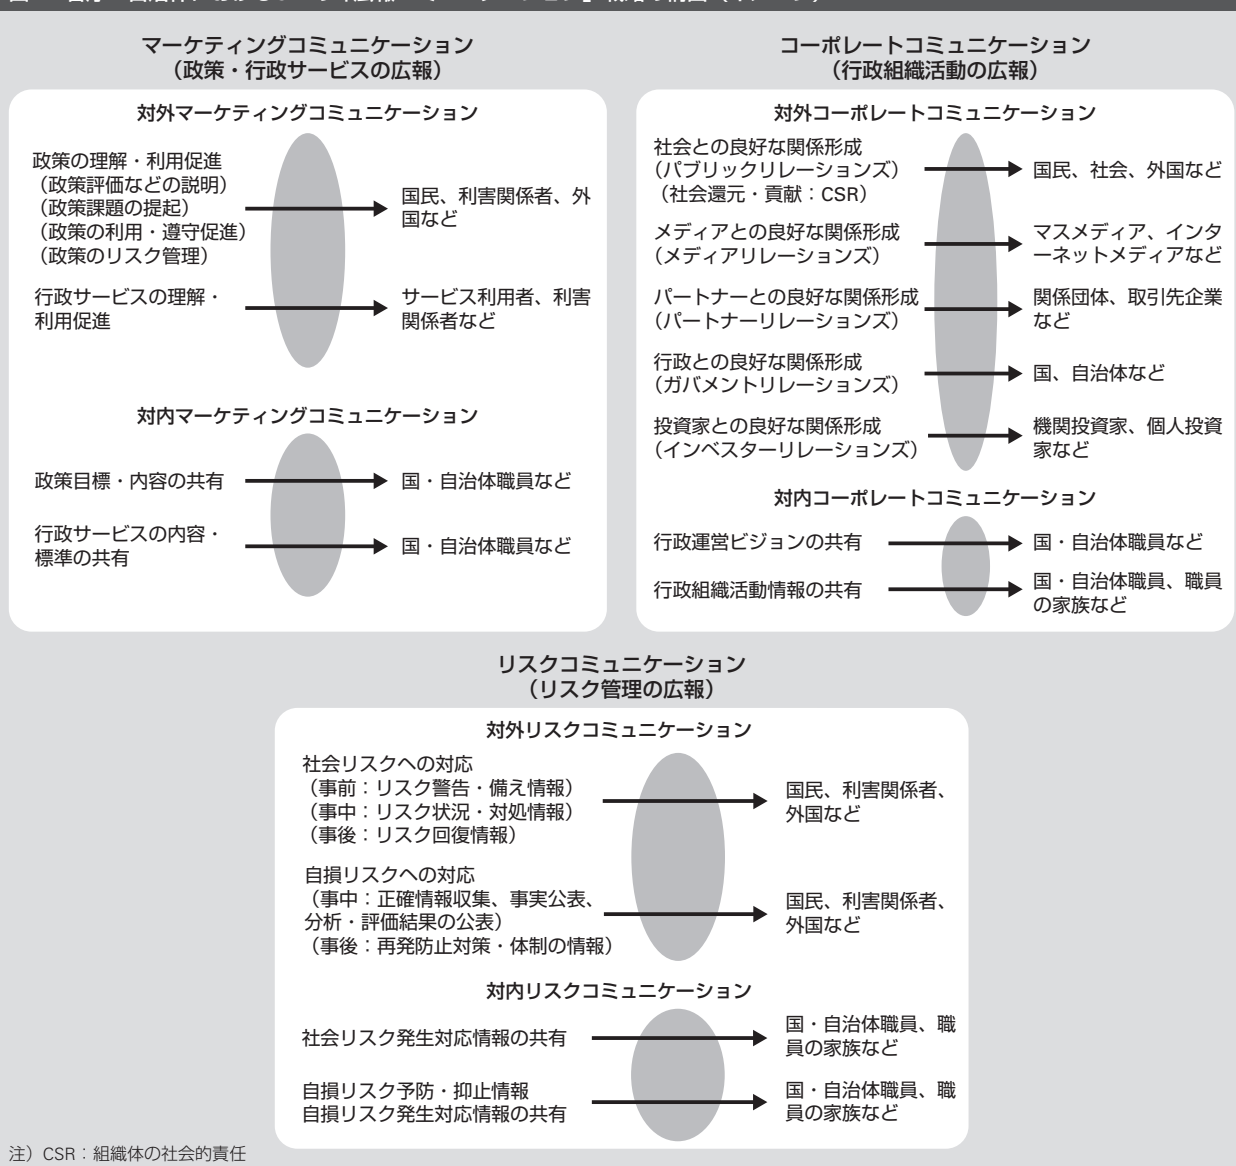 マーケティングコミュニケーション
（政策・行政サービスの広報）
対外マーケティングコミュニケーション
政策の理解・利用促進
（政策評価などの説明）
（政策課題の提起）
（政策の利用・遵守促進）
（政策のリスク管理）
国民、利害関係者、外
国など
行政サービスの理解・
利用促進
サービス利用者、利害
関係者など
対内マーケティングコミュニケーション
政策目標・内容の共有
国・自治体職員など
行政サービスの内容・
標準の共有
国・自治体職員など
コーポレートコミュニケーション
（行政組織活動の広報）
対外コーポレートコミュニケーション
社会との良好な関係形成
（パブリックリレーションズ）
（社会還元・貢献：CSR）
国民、社会、外国など
メディアとの良好な関係形成
（メディアリレーションズ）
マスメディア、インタ
ーネットメディアなど
パートナーとの良好な関係形成
（パートナーリレーションズ）
関係団体、取引先企業
など
行政との良好な関係形成
（ガバメントリレーションズ）
国、自治体など
投資家との良好な関係形成
（インベスターリレーションズ）
機関投資家、個人投資
家など
対内コーポレートコミュニケーション
行政運営ビジョンの共有
国・自治体職員など
行政組織活動情報の共有
国・自治体職員、職員
の家族など
リスクコミュニケーション
（リスク管理の広報）
対外リスクコミュニケーション
社会リスクへの対応
（事前：リスク警告・備え情報）
（事中：リスク状況・対処情報）
（事後：リスク回復情報）
国民、利害関係者、
外国など
自損リスクへの対応
（事中：正確情報収集、事実公表、
分析・評価結果の公表）
（事後：再発防止対策・体制の情報）
国民、利害関係者、
外国など
対内リスクコミュニケーション
社会リスク発生対応情報の共有
国・自治体職員、職
員の家族など
自損リスク予防・抑止情報
自損リスク発生対応情報の共有
国・自治体職員、職
員の家族など
注）CSR：組織体の社会的責任